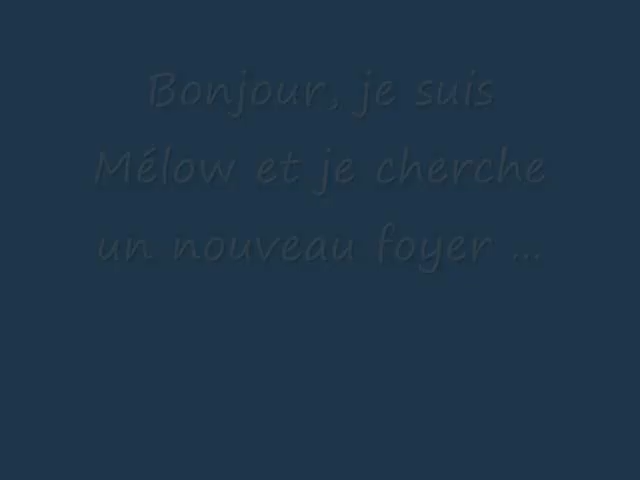 Bonjour, je suis
Mélow et je cherche
un nouveau foyer ...